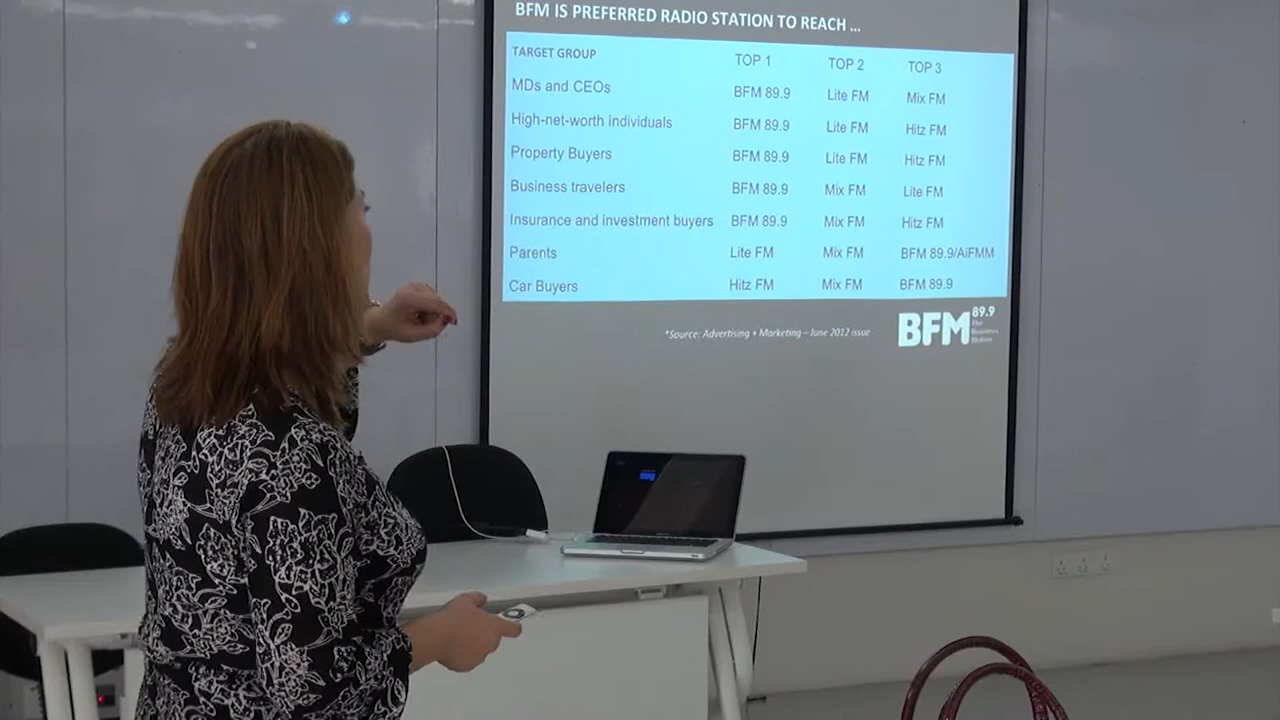 BFM IS PREFERRED RADIO STATION TO REACH ...
TARGET GROUP TOP 1 TOP 2 TOP 3
MDs and CEOs BFM 89.9 Lite FM Mix FM
High-net-worth individuals BFM 89.9 Lite FM Hitz FM
Property Buyers BFM 89.9 Lite FM Hitz FM
Business travelers BFM 89.9 Mix FM Lite FM
Insurance and investment buyers BFM 89.9 Mix FM Hitz FM
Parents Lite FM Mix FM BFM 89.9/AiFMM
Car Buyers Hitz FM Mix FM BFM 89.9
*Source: Advertising + Marketing – June 2012 issue
BFM 89.9
The
Business
Station